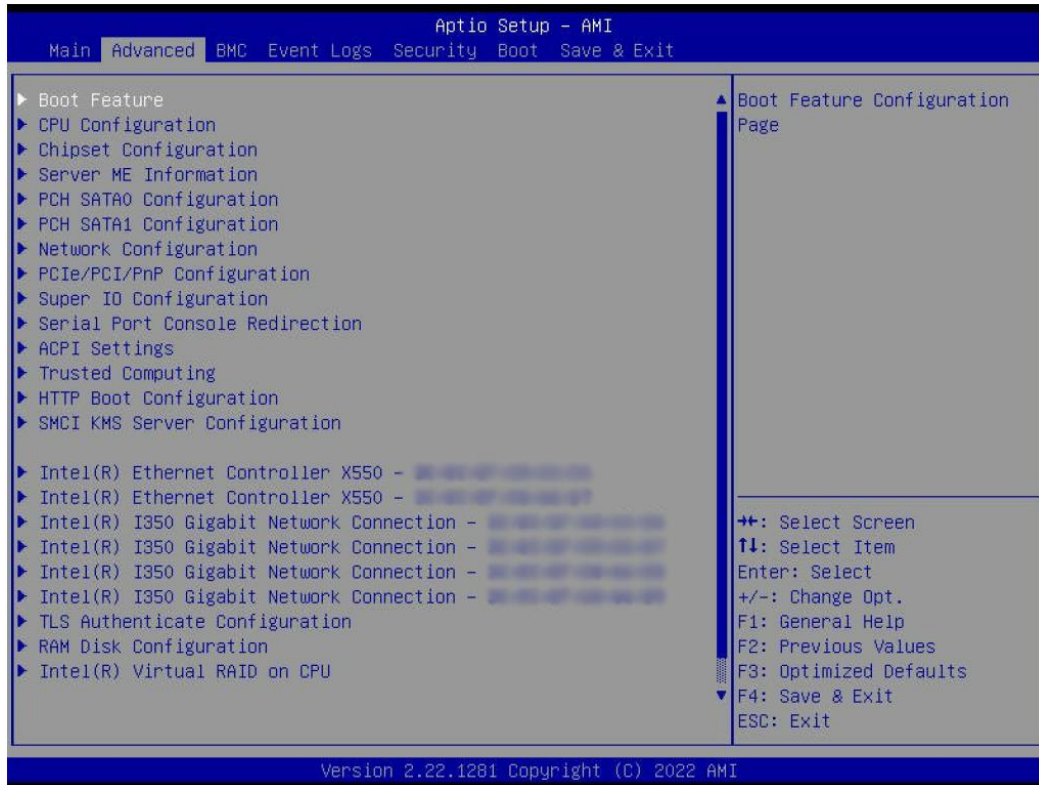 Aptio Setup – AMI
Main Advanced BMC Event Logs Security Boot Save & Exit
Boot Feature
CPU Configuration
Chipset Configuration
Server ME Information
PCH SATA0 Configuration
PCH SATA1 Configuration
Network Configuration
PCIe/PCI/PnP Configuration
Super IO Configuration
Serial Port Console Redirection
ACPI Settings
Trusted Computing
HTTP Boot Configuration
SMCI KMS Server Configuration
Intel(R) Ethernet Controller X550 –
Intel(R) Ethernet Controller X550 –
Intel(R) I350 Gigabit Network Connection –
Intel(R) I350 Gigabit Network Connection –
Intel(R) I350 Gigabit Network Connection –
Intel(R) I350 Gigabit Network Connection –
TLS Authenticate Configuration
RAM Disk Configuration
Intel(R) Virtual RAID on CPU
Boot Feature Configuration
Page
→←: Select Screen
↑↓: Select Item
Enter: Select
+/-: Change Opt.
F1: General Help
F2: Previous Values
F3: Optimized Defaults
F4: Save & Exit
ESC: Exit
Version 2.22.1281 Copyright (C) 2022 AMI